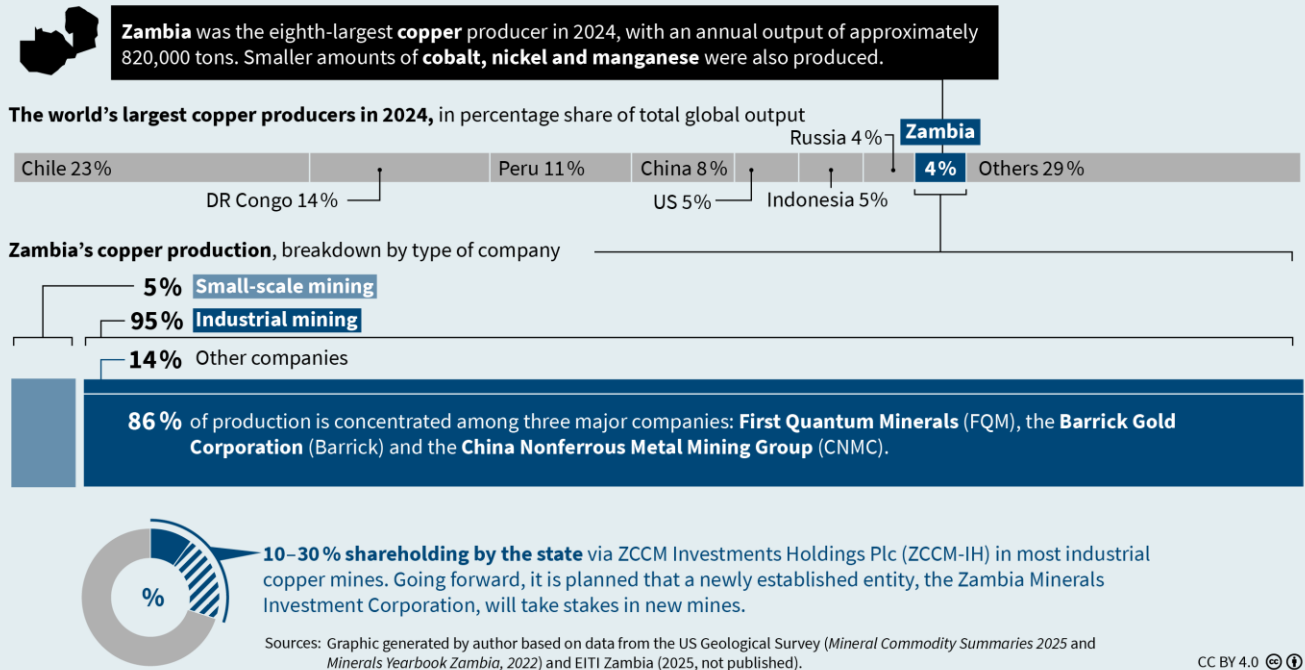 Zambia was the eighth-largest copper producer in 2024, with an annual output of approximately
820,000 tons. Smaller amounts of cobalt, nickel and manganese were also produced.
The world's largest copper producers in 2024, in percentage share of total global output
Russia 4%
Zambia
Chile 23%
Peru 11%
China 8%
4%
Others 29%
DR Congo 14%
US 5%
Indonesia 5%
Zambia's copper production, breakdown by type of company
5% Small-scale mining
95% Industrial mining
14% Other companies
86% of production is concentrated among three major companies: First Quantum Minerals (FQM), the Barrick Gold
Corporation (Barrick) and the China Nonferrous Metal Mining Group (CNMC).
%
10–30% shareholding by the state via ZCCM Investments Holdings Plc (ZCCM-IH) in most industrial
copper mines. Going forward, it is planned that a newly established entity, the Zambia Minerals
Investment Corporation, will take stakes in new mines.
Sources: Graphic generated by author based on data from the US Geological Survey (Mineral Commodity Summaries 2025 and
Minerals Yearbook Zambia, 2022) and EITI Zambia (2025, not published).
CC BY 4.0